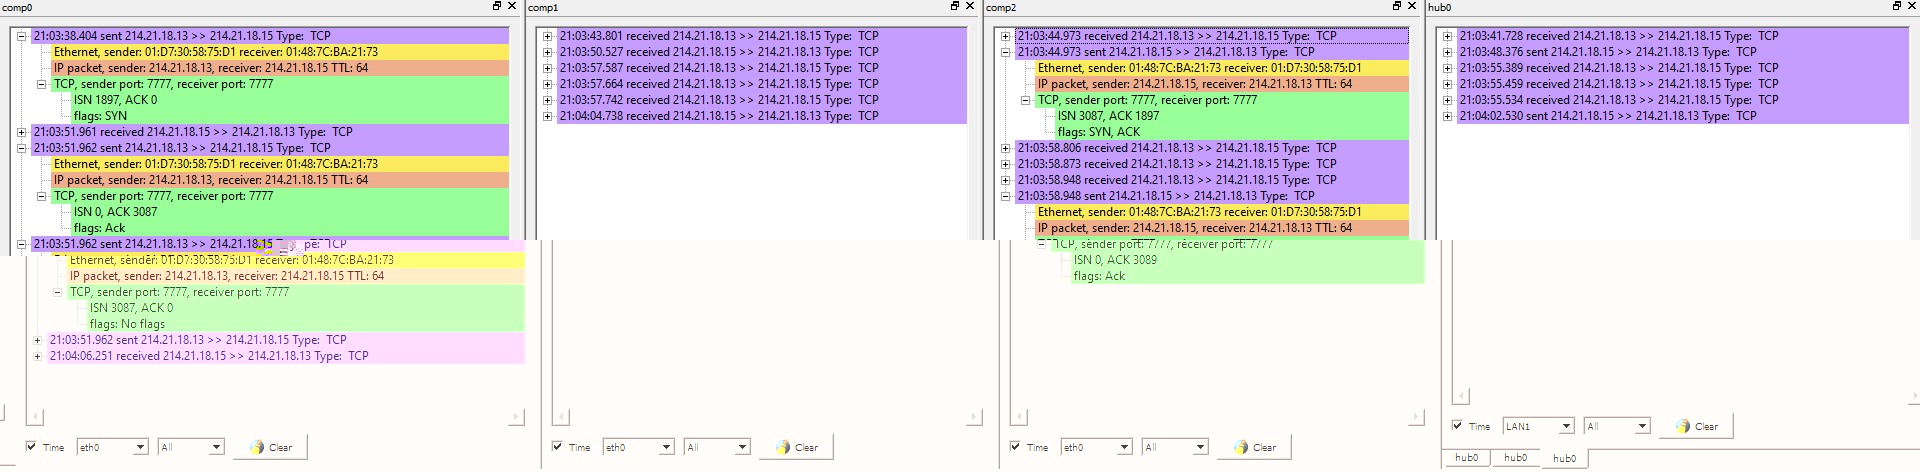 comp0
21:03:38.404 sent 214.21.18.13 >> 214.21.18.15 Type: TCP
Ethernet, sender: 01:D7:30:58:75:D1 receiver: 01:48:7C:BA:21:73
IP packet, sender: 214.21.18.13, receiver: 214.21.18.15 TTL: 64
TCP, sender port: 7777, receiver port: 7777
ISN 1897, ACK 0
flags: SYN
21:03:51.961 received 214.21.18.15 >> 214.21.18.13 Type: TCP
21:03:51.962 sent 214.21.18.13 >> 214.21.18.15 Type: TCP
Ethernet, sender: 01:D7:30:58:75:D1 receiver: 01:48:7C:BA:21:73
IP packet, sender: 214.21.18.13, receiver: 214.21.18.15 TTL: 64
TCP, sender port: 7777, receiver port: 7777
ISN 0, ACK 3087
flags: Ack
21:03:51.962 sent 214.21.18.13 >> 214.21.18.15 TCP
Ethernet, sender: 01:D7:30:58:75:D1 receiver: 01:48:7C:BA:21:73
IP packet, sender: 214.21.18.13, receiver: 214.21.18.15 TTL: 64
TCP, sender port: 7777, receiver port: 7777
ISN 3087, ACK 0
flags: No flags
21:03:51.962 sent 214.21.18.13 >> 214.21.18.15 Type: TCP
21:04:06.251 received 214.21.18.15 >> 214.21.18.13 Type: TCP
Time eth0 All Clear
comp1
21:03:43.801 received 214.21.18.13 >> 214.21.18.15 Type: TCP
21:03:50.527 received 214.21.18.15 >> 214.21.18.13 Type: TCP
21:03:57.587 received 214.21.18.13 >> 214.21.18.15 Type: TCP
21:03:57.664 received 214.21.18.13 >> 214.21.18.15 Type: TCP
21:03:57.742 received 214.21.18.13 >> 214.21.18.15 Type: TCP
21:04:04.738 received 214.21.18.15 >> 214.21.18.13 Type: TCP
Time eth0 All Clear
comp2
21:03:44.973 received 214.21.18.13 >> 214.21.18.15 Type: TCP
21:03:44.973 sent 214.21.18.15 >> 214.21.18.13 Type: TCP
Ethernet, sender: 01:48:7C:BA:21:73 receiver: 01:D7:30:58:75:D1
IP packet, sender: 214.21.18.15, receiver: 214.21.18.13 TTL: 64
TCP, sender port: 7777, receiver port: 7777
ISN 3087, ACK 1897
flags: SYN, ACK
21:03:58.806 received 214.21.18.13 >> 214.21.18.15 Type: TCP
21:03:58.873 received 214.21.18.13 >> 214.21.18.15 Type: TCP
21:03:58.948 received 214.21.18.13 >> 214.21.18.15 Type: TCP
21:03:58.948 sent 214.21.18.15 >> 214.21.18.13 Type: TCP
Ethernet, sender: 01:48:7C:BA:21:73 receiver: 01:D7:30:58:75:D1
IP packet, sender: 214.21.18.15, receiver: 214.21.18.13 TTL: 64
TCP, sender port: 7777, receiver port: 7777
ISN 0, ACK 3089
flags: Ack
Time eth0 All Clear
hub0
21:03:41.728 received 214.21.18.13 >> 214.21.18.15 Type: TCP
21:03:48.376 sent 214.21.18.15 >> 214.21.18.13 Type: TCP
21:03:55.389 received 214.21.18.13 >> 214.21.18.15 Type: TCP
21:03:55.459 received 214.21.18.13 >> 214.21.18.15 Type: TCP
21:03:55.534 received 214.21.18.13 >> 214.21.18.15 Type: TCP
21:04:02.530 sent 214.21.18.15 >> 214.21.18.13 Type: TCP
Time LAN1 All Clear
hub0 hub0 hub0